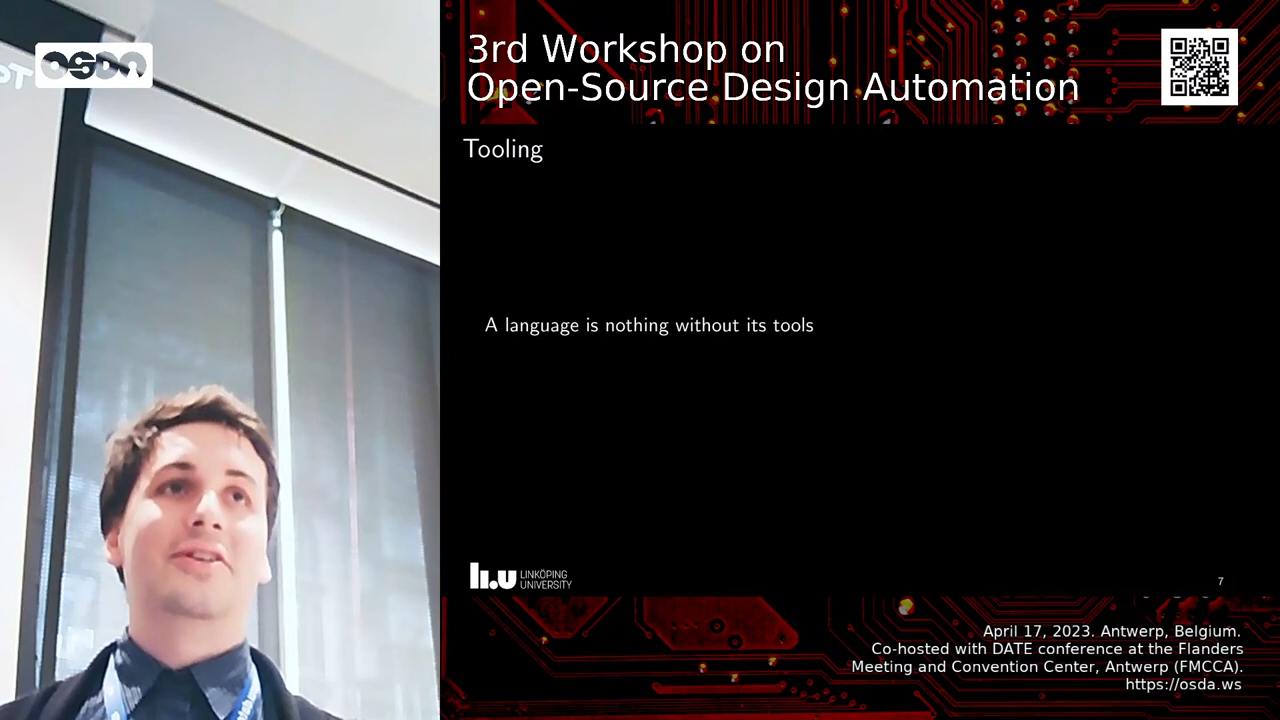 OSDA
3rd Workshop on
Open-Source Design Automation
Tooling
A language is nothing without its tools
li.u LINKÖPING
UNIVERSITY
7
April 17, 2023. Antwerp, Belgium.
Co-hosted with DATE conference at the Flanders
Meeting and Convention Center, Antwerp (FMCCA).
https://osda.ws